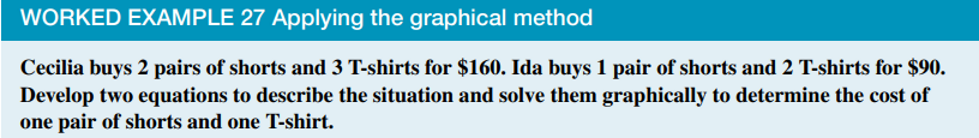 WORKED EXAMPLE 27 Applying the graphical method
Cecilia buys 2 pairs of shorts and 3 T-shirts for $160. Ida buys 1 pair of shorts and 2 T-shirts for $90.
Develop two equations to describe the situation and solve them graphically to determine the cost of
one pair of shorts and one T-shirt.